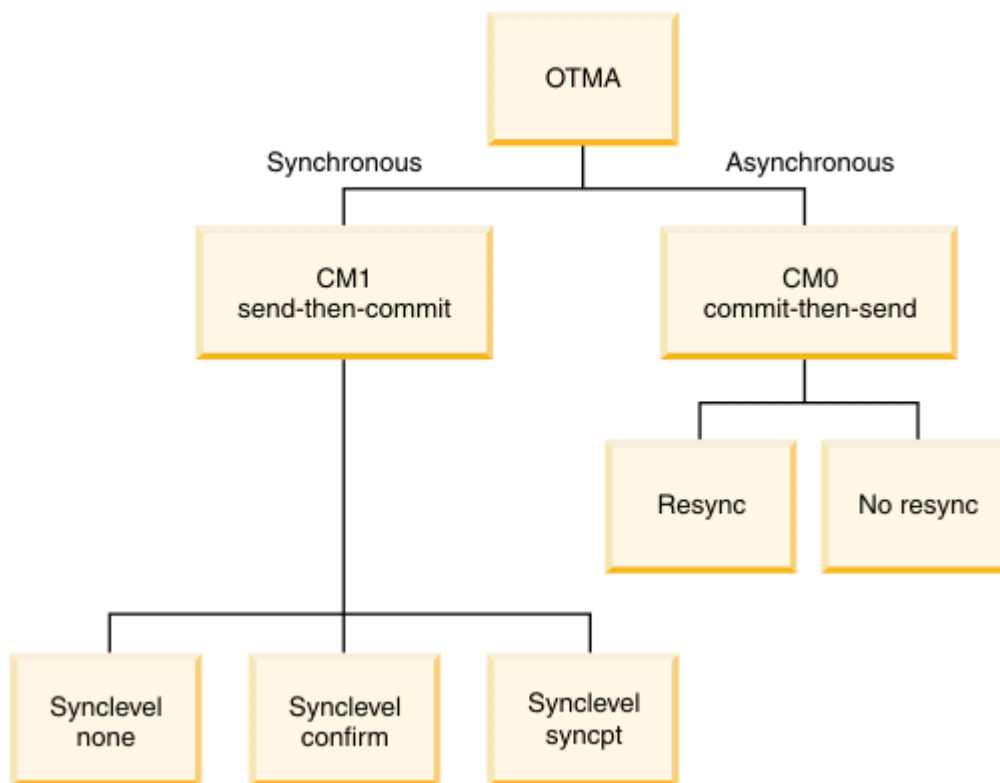 OTMA
Synchronous
Asynchronous
CM1
send-then-commit
CM0
commit-then-send
Resync
No resync
Synclevel
none
Synclevel
confirm
Synclevel
syncpt